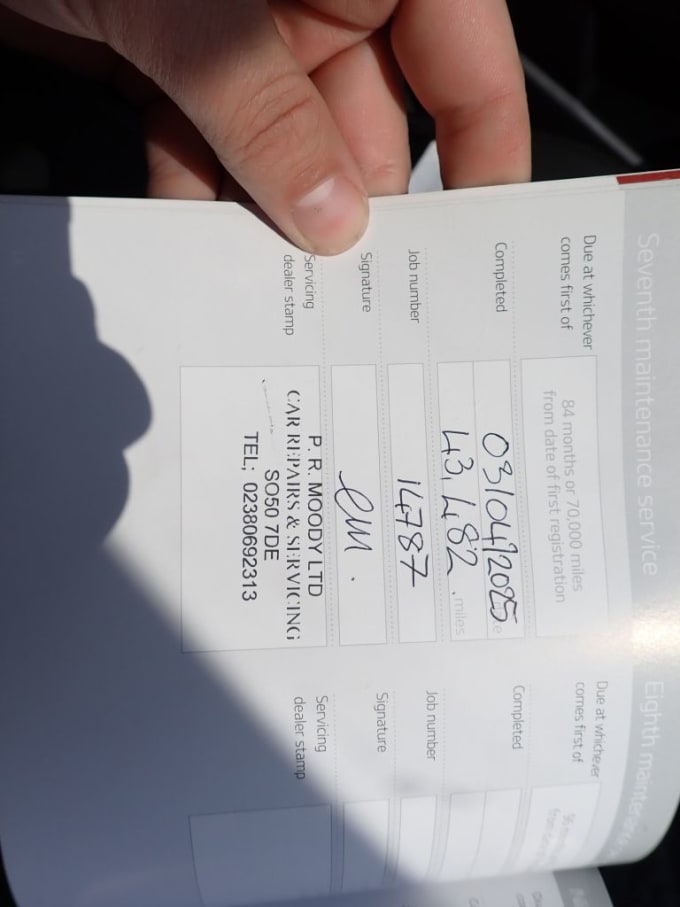 Seventh maintenance service
Due at whichever
comes first of
84 months or 70,000 miles
from date of first registration
Completed
03/04/2025
43,482 .miles
Job number
14787
Signature
Servicing
dealer stamp
P. R. MOODY LTD
CAR REPAIRS & SERVICING
SO50 7DE
TEL; 02380692313
Eighth
Due at whichever
comes first of
Completed
Job number
Signature
Servicing
dealer stamp